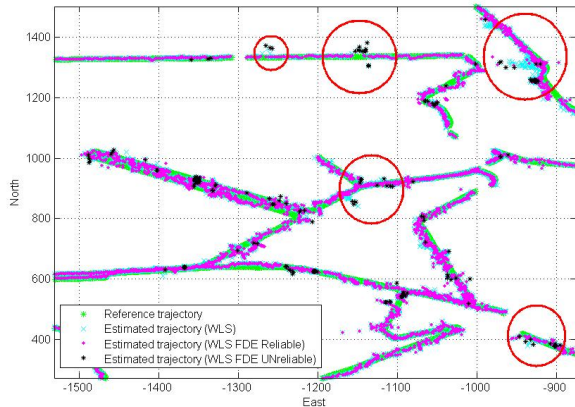 1400
1200
1000
800
600
400
North
Reference trajectory
Estimated trajectory (WLS)
Estimated trajectory (WLS FDE Reliable)
Estimated trajectory (WLS FDE UNreliable)
-1500 -1400 -1300 -1200 -1100 -1000 -900
East